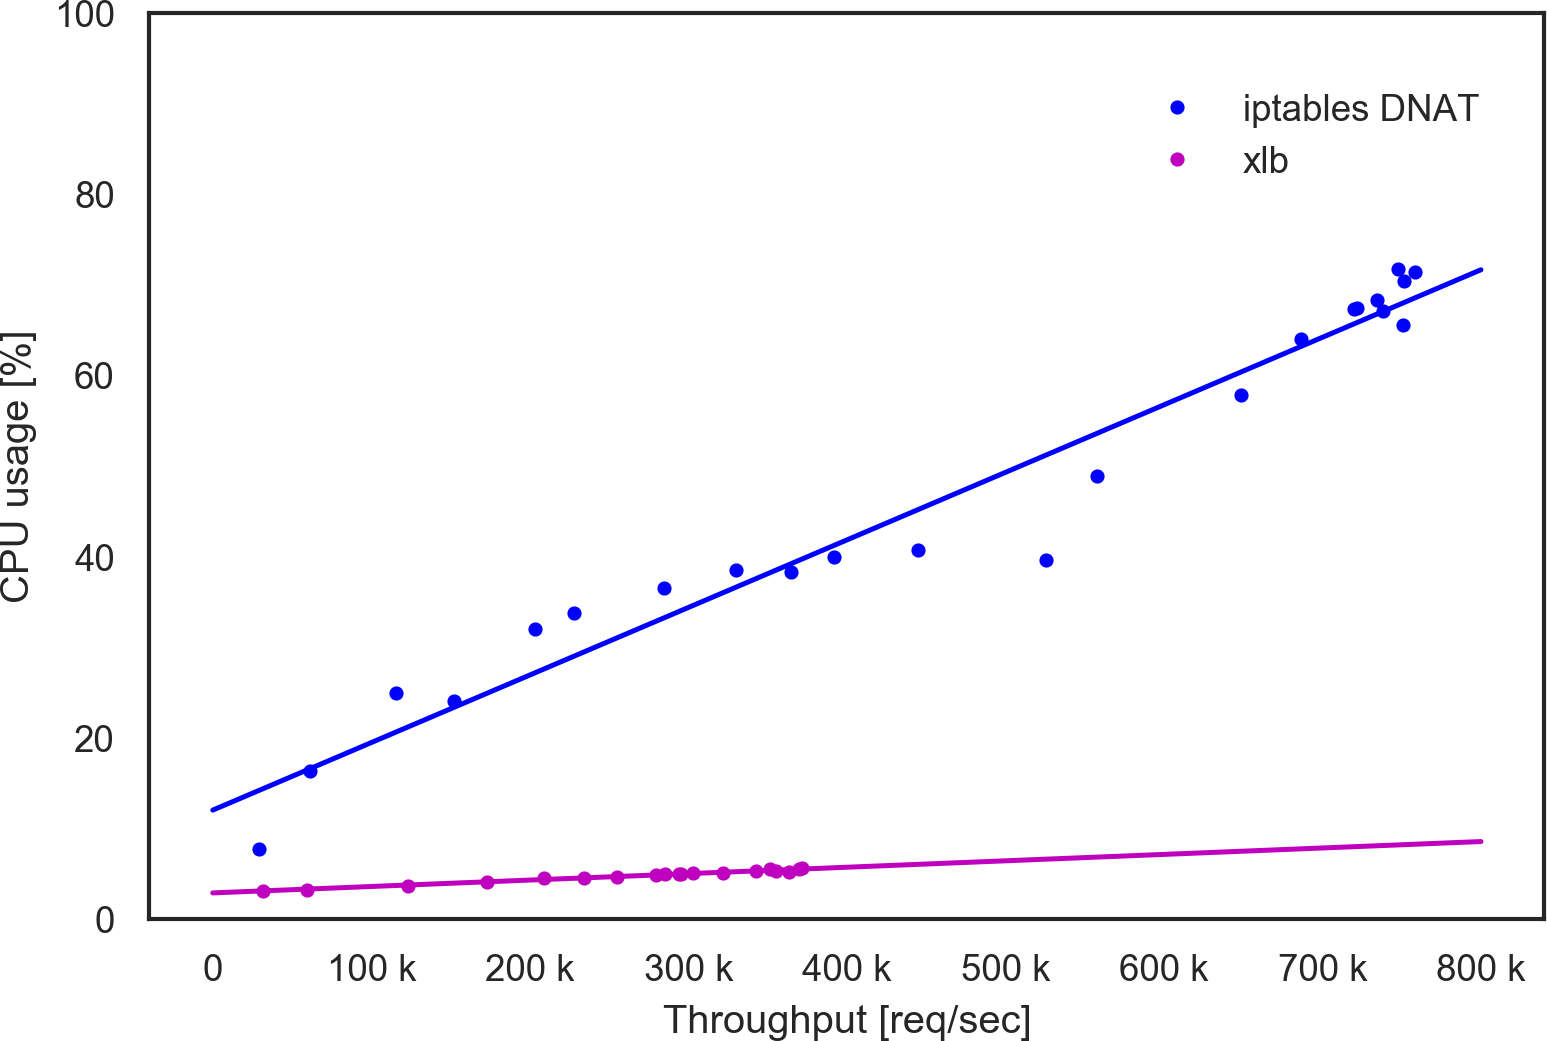 100
80
60
40
20
0
CPU usage [%]
iptables DNAT
xlb
0 100 k 200 k 300 k 400 k 500 k 600 k 700 k 800 k
Throughput [req/sec]